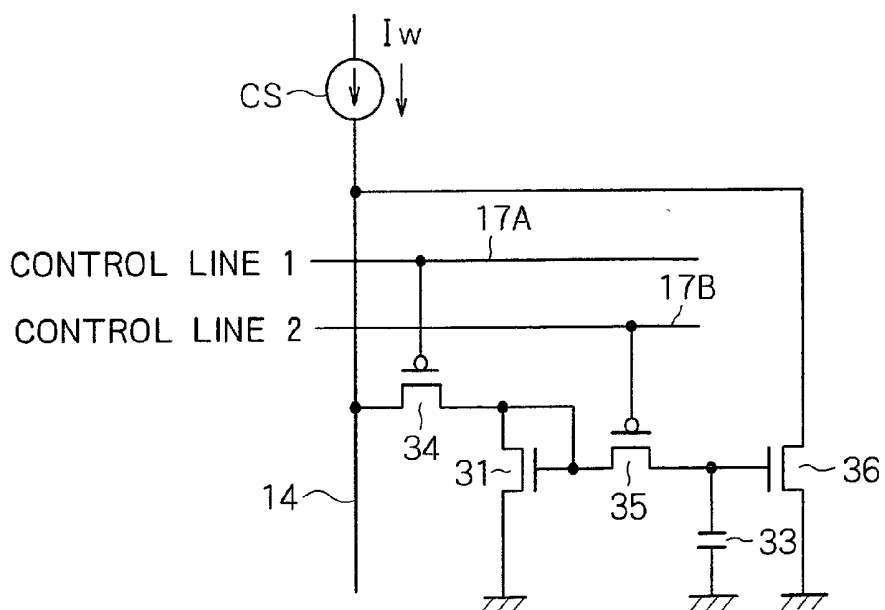 Iw
CS
17A
CONTROL LINE 1
17B
CONTROL LINE 2
34
31
35
36
14
33